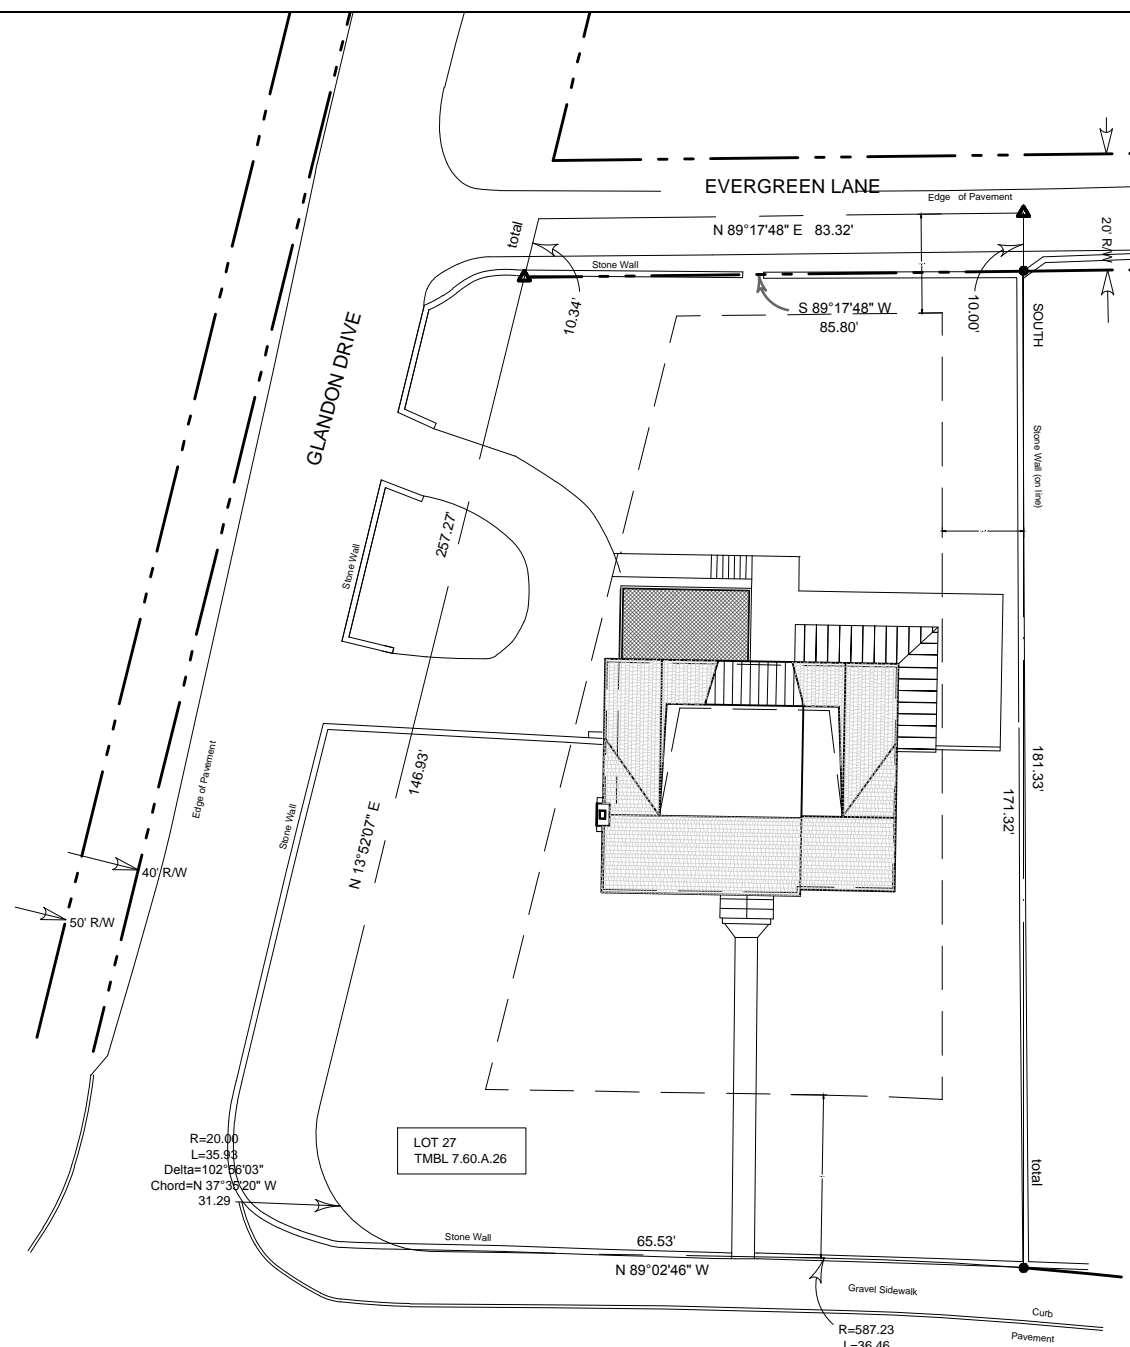 EVERGREEN LANE
Edge of Pavement
total
N 89°17'48" E 83.32'
20' R/W
Stone Wall
10.34'
S 89°17'48" W
85.80'
10.00'
SOUTH
GLANDON DRIVE
Stone Wall (on line)
257.27'
Stone Wall
146.93'
Edge of Pavement
181.33'
171.32'
Stone Wall
N 13°52'07" E
40' R/W
50' R/W
R=20.00
L=35.93
Delta=102°56'03"
Chord=N 37°35'20" W
31.29
LOT 27
TMBL 7.60.A.26
total
Stone Wall
65.53'
N 89°02'46" W
Gravel Sidewalk
Curb
Pavement
R=587.23
L=36.46